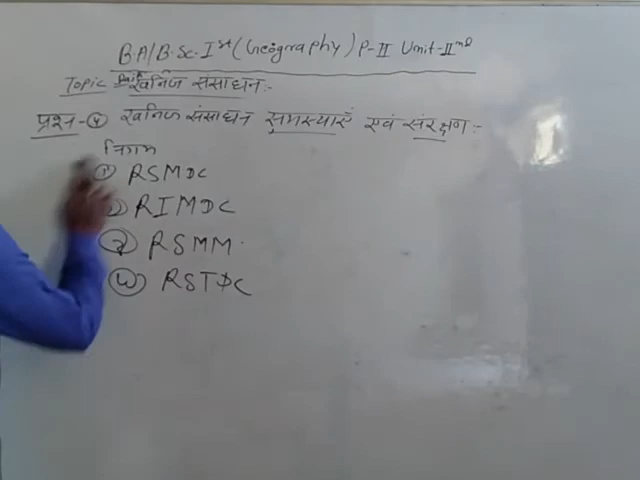 B.A/B.Sc-Ist (Geography) P-II Unit-IInd
Topic खनिज संसाधन:-
प्रश्न-④ खनिज संसाधन समस्याएँ एवं संरक्षण:-
निगम
① RSMDC
② RIMDC
③ RSMM
④ RSTDC